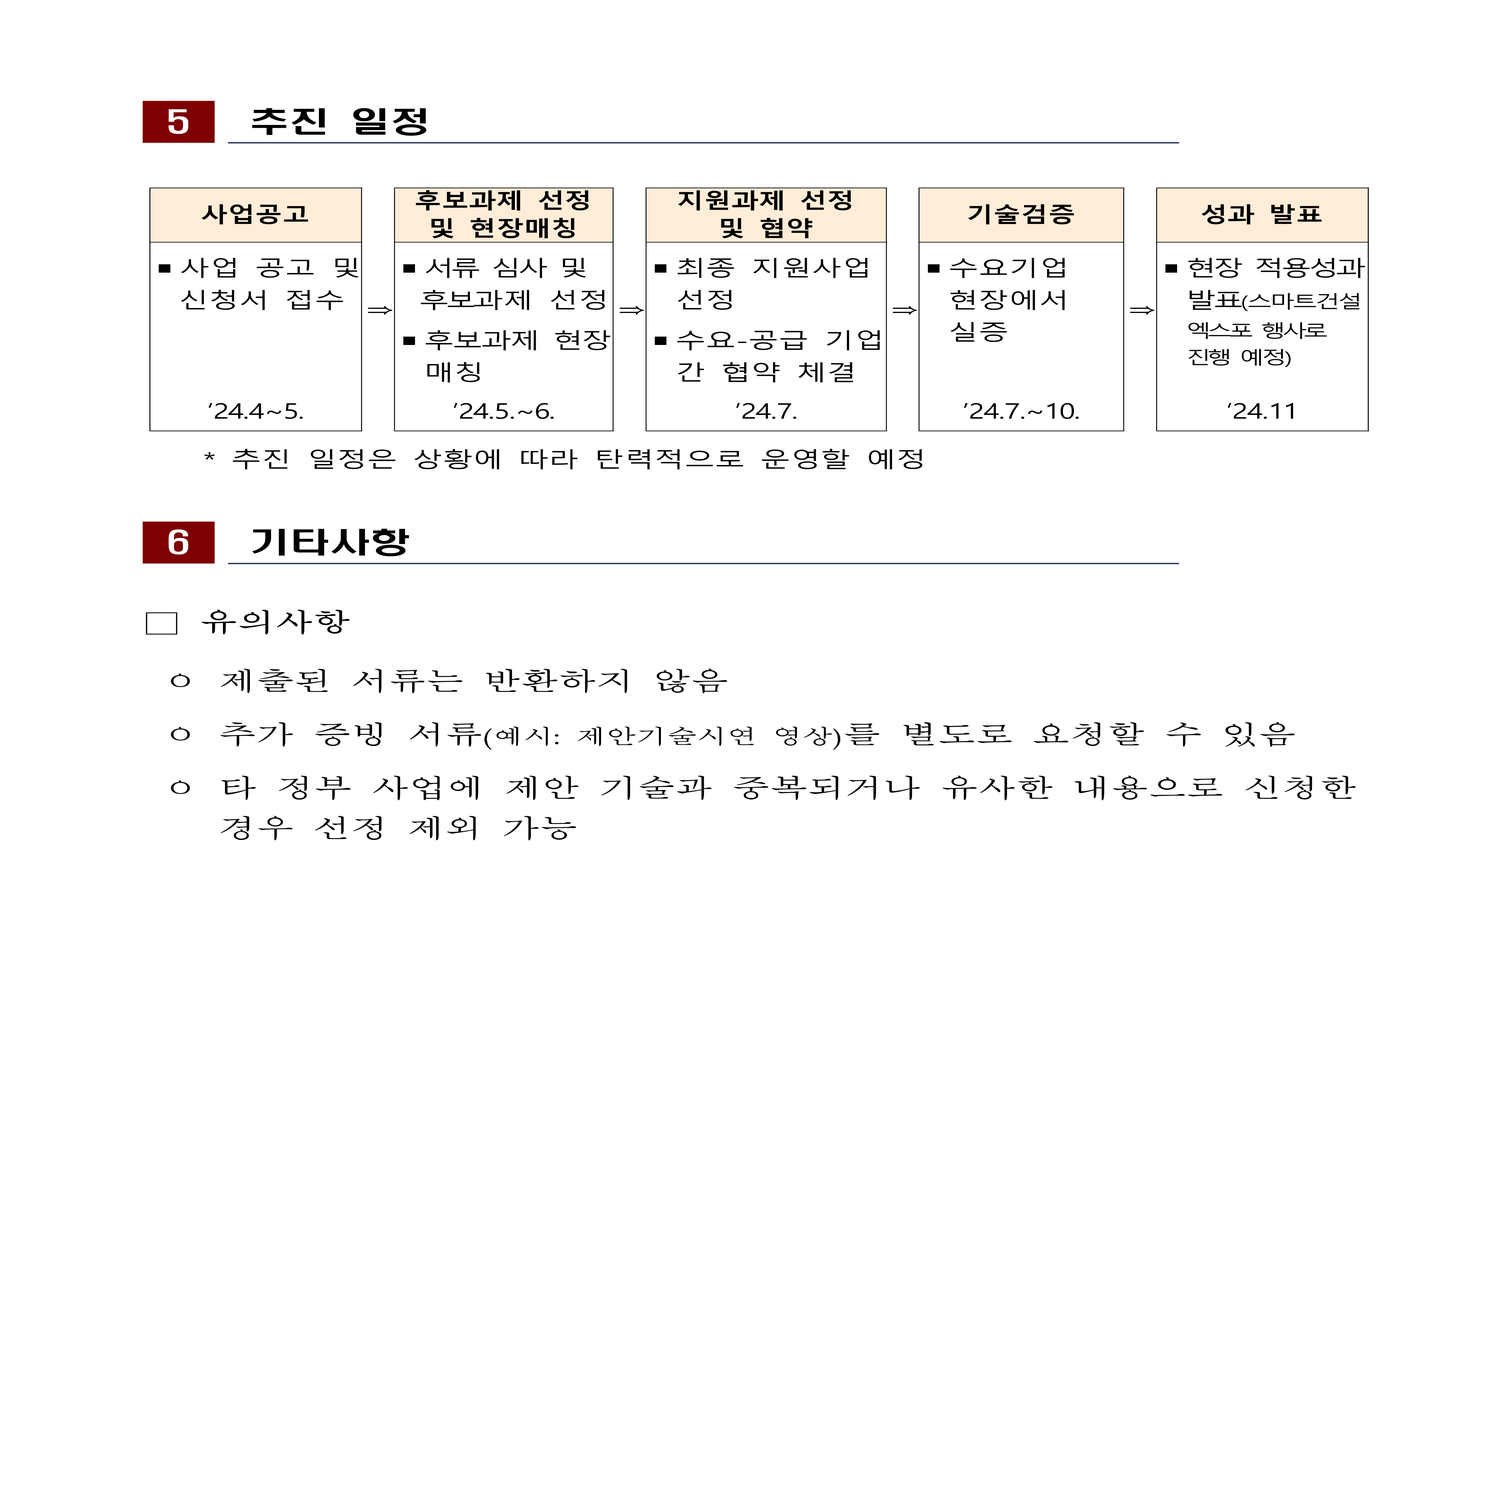 5 추진 일정
사업공고
■ 사업 공고 및
신청서 접수
’24.4~5.
⇒
후보과제 선정
및 현장매칭
■ 서류 심사 및
후보과제 선정
■ 후보과제 현장
매칭
’24.5.~6.
⇒
지원과제 선정
및 협약
■ 최종 지원사업
선정
■ 수요-공급 기업
간 협약 체결
’24.7.
⇒
기술검증
■ 수요기업
현장에서
실증
’24.7.~10.
⇒
성과 발표
■ 현장 적용성과
발표(스마트건설
엑스포 행사로
진행 예정)
’24.11
* 추진 일정은 상황에 따라 탄력적으로 운영할 예정
6 기타사항
□ 유의사항
ㅇ 제출된 서류는 반환하지 않음
ㅇ 추가 증빙 서류(예시: 제안기술시연 영상)를 별도로 요청할 수 있음
ㅇ 타 정부 사업에 제안 기술과 중복되거나 유사한 내용으로 신청한
경우 선정 제외 가능